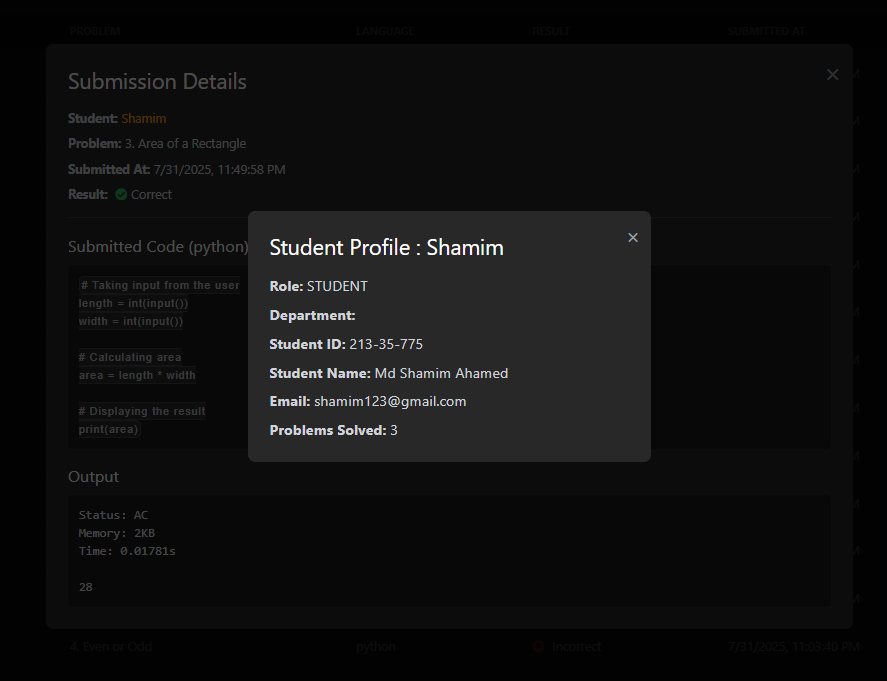 PROBLEM LANGUAGE RESULT SUBMITTED AT
Submission Details
Student: Shamim
Problem: 3. Area of a Rectangle
Submitted At: 7/31/2025, 11:49:58 PM
Result: Correct
Submitted Code (python)
# Taking input from the user
length = int(input())
width = int(input())
# Calculating area
area = length * width
# Displaying the result
print(area)
Student Profile : Shamim
Role: STUDENT
Department:
Student ID: 213-35-775
Student Name: Md Shamim Ahamed
Email: shamim123@gmail.com
Problems Solved: 3
Output
Status: AC
Memory: 2KB
Time: 0.01781s
28
4. Even or Odd python Incorrect 7/31/2025, 11:03:40 PM